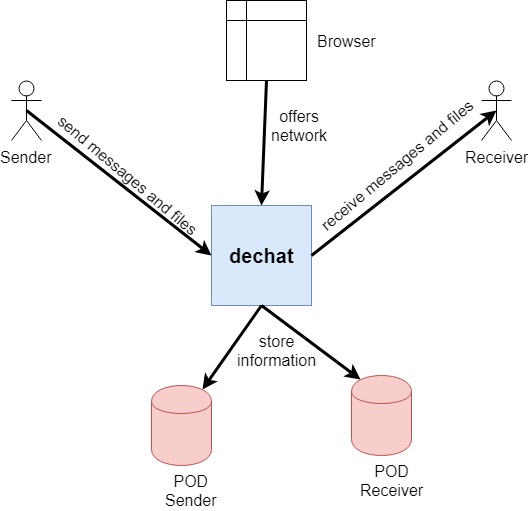 Browser
offers
network
Sender
send messages and files
Receiver
receive messages and files
dechat
store
information
POD
Sender
POD
Receiver